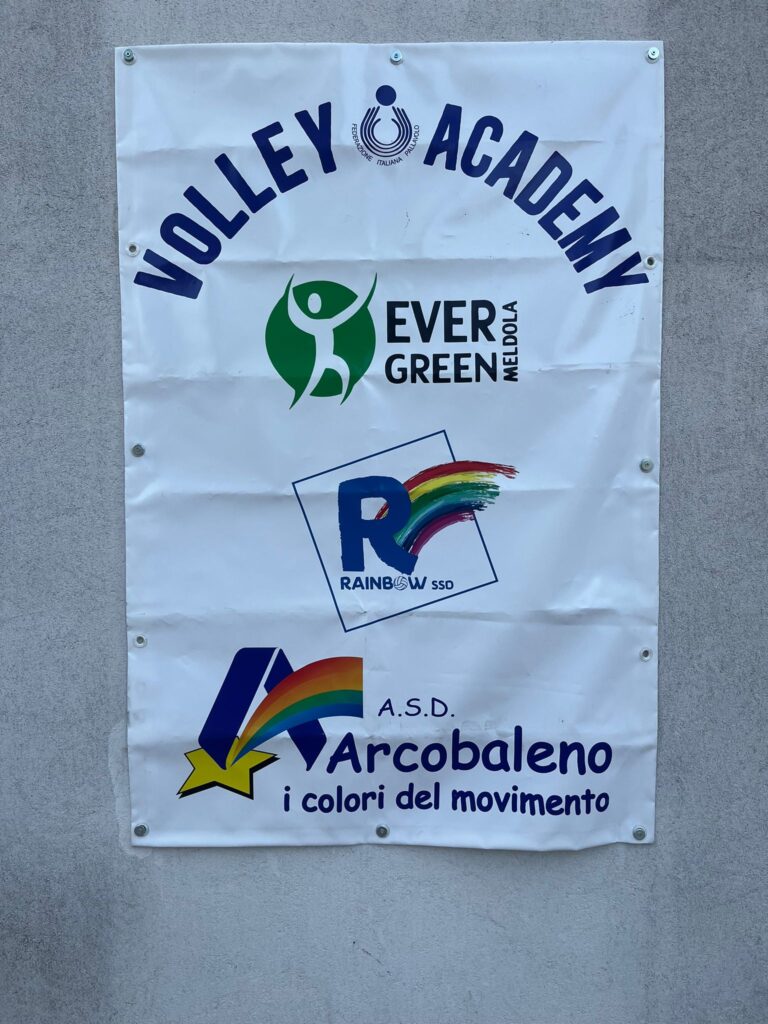 VOLLEY ACADEMY
FEDERAZIONE ITALIANA PALLAVOLO
EVER
GREEN
MELDOLA
R
RAINBOW SSD
A.S.D.
Arcobaleno
i colori del movimento